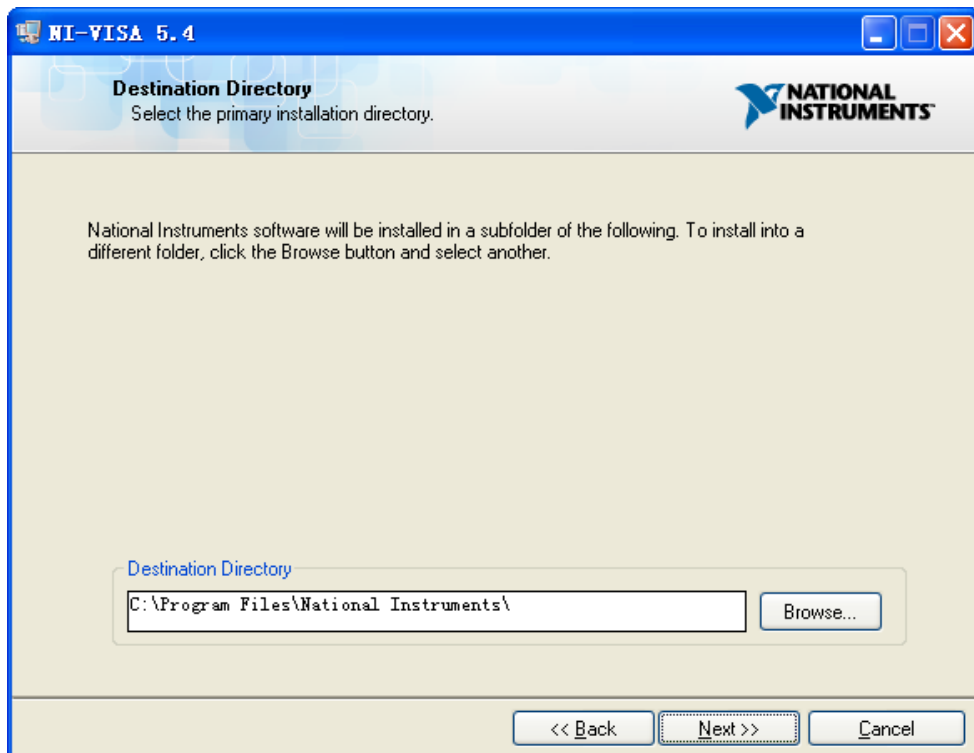 NI-VISA 5.4
Destination Directory
Select the primary installation directory.
NATIONAL
INSTRUMENTS™
National Instruments software will be installed in a subfolder of the following. To install into a
different folder, click the Browse button and select another.
Destination Directory
C:\Program Files\National Instruments\
Browse...
<< Back
Next >>
Cancel